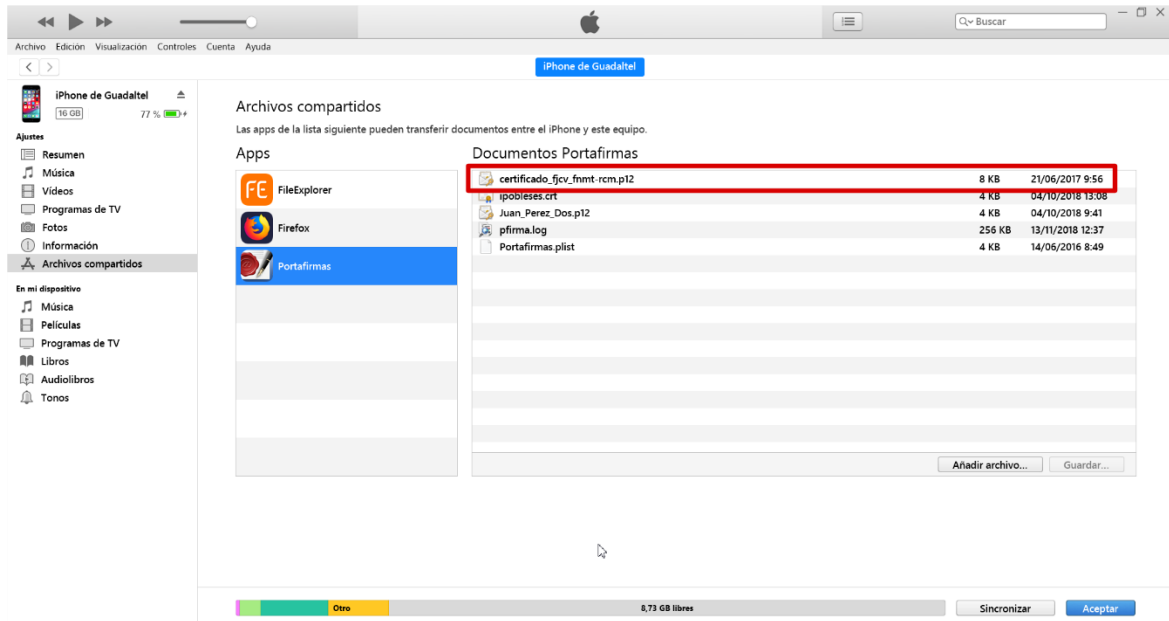 Buscar
Archivo Edición Visualización Controles Cuenta Ayuda
iPhone de Guadaltel
iPhone de Guadaltel
16 GB 77 %
Ajustes
Resumen
Música
Vídeos
Programas de TV
Fotos
Información
Archivos compartidos
En mi dispositivo
Música
Películas
Programas de TV
Libros
Audiolibros
Tonos
Archivos compartidos
Las apps de la lista siguiente pueden transferir documentos entre el iPhone y este equipo.
Apps
FE FileExplorer
Firefox
Portafirmas
Documentos Portafirmas
certificado_fjcv_fnmt-rcm.p12 8 KB 21/06/2017 9:56
ipobleses.crt 4 KB 04/10/2018 13:08
Juan_Perez_Dos.p12 4 KB 04/10/2018 9:41
pfirma.log 256 KB 13/11/2018 12:37
Portafirmas.plist 4 KB 14/06/2016 8:49
Añadir archivo... Guardar...
Otro 8,73 GB libres Sincronizar Aceptar